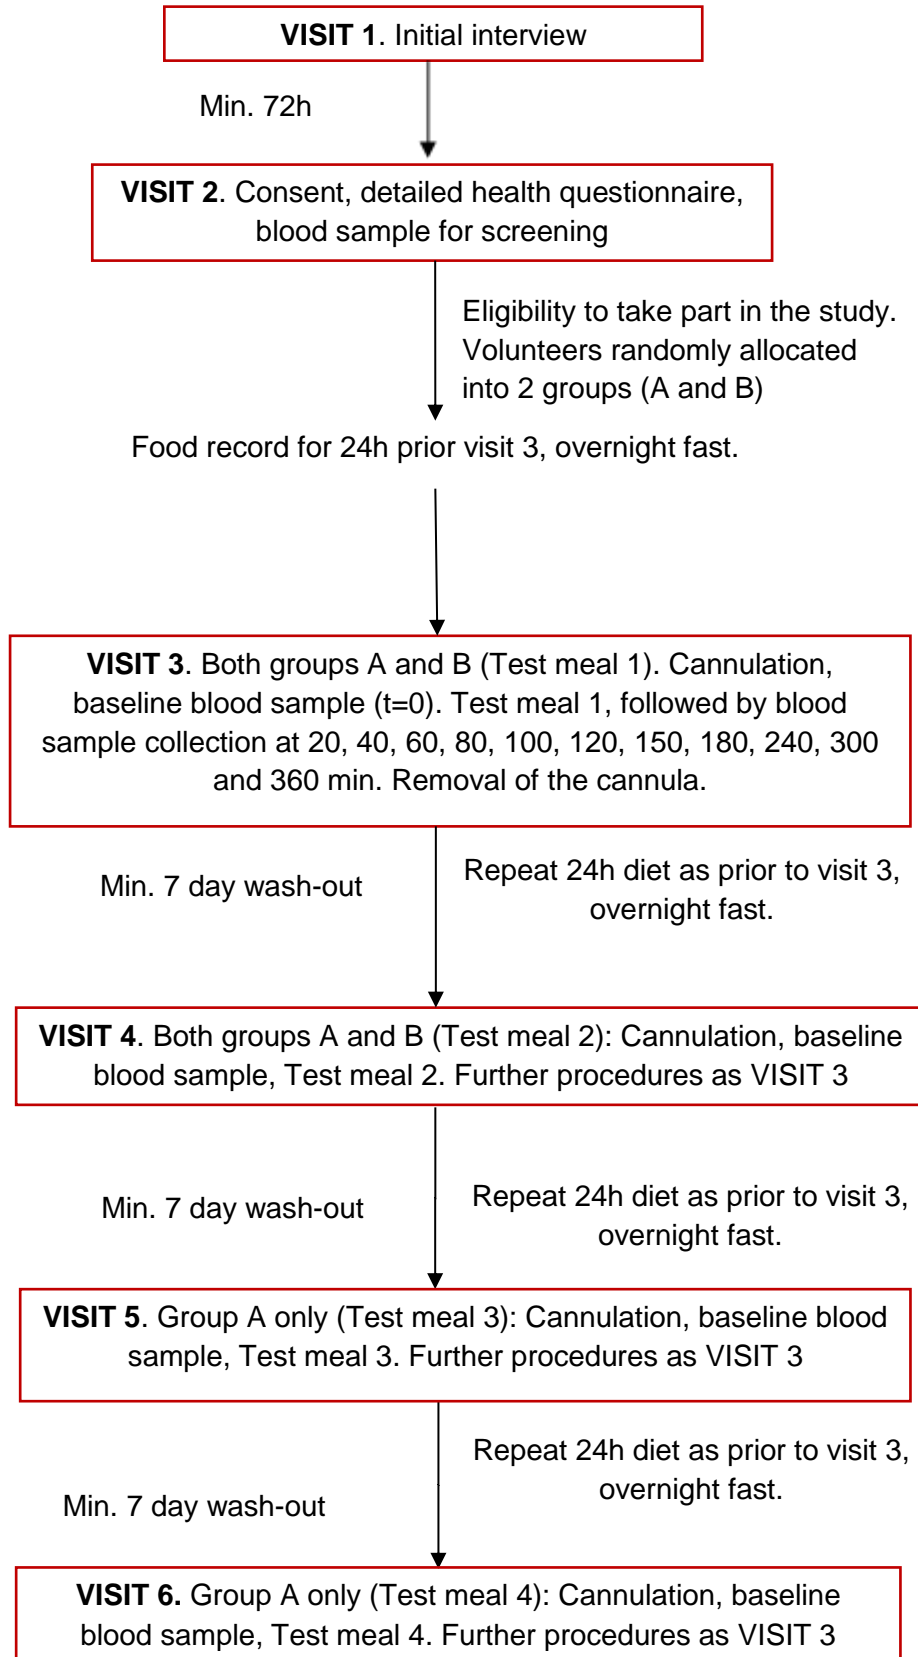 VISIT 1. Initial interview
Min. 72h
VISIT 2. Consent, detailed health questionnaire,
blood sample for screening
Eligibility to take part in the study.
Volunteers randomly allocated
into 2 groups (A and B)
Food record for 24h prior visit 3, overnight fast.
VISIT 3. Both groups A and B (Test meal 1). Cannulation,
baseline blood sample (t=0). Test meal 1, followed by blood
sample collection at 20, 40, 60, 80, 100, 120, 150, 180, 240, 300
and 360 min. Removal of the cannula.
Min. 7 day wash-out
Repeat 24h diet as prior to visit 3,
overnight fast.
VISIT 4. Both groups A and B (Test meal 2): Cannulation, baseline
blood sample, Test meal 2. Further procedures as VISIT 3
Min. 7 day wash-out
Repeat 24h diet as prior to visit 3,
overnight fast.
VISIT 5. Group A only (Test meal 3): Cannulation, baseline blood
sample, Test meal 3. Further procedures as VISIT 3
Repeat 24h diet as prior to visit 3,
overnight fast.
Min. 7 day wash-out
VISIT 6. Group A only (Test meal 4): Cannulation, baseline
blood sample, Test meal 4. Further procedures as VISIT 3